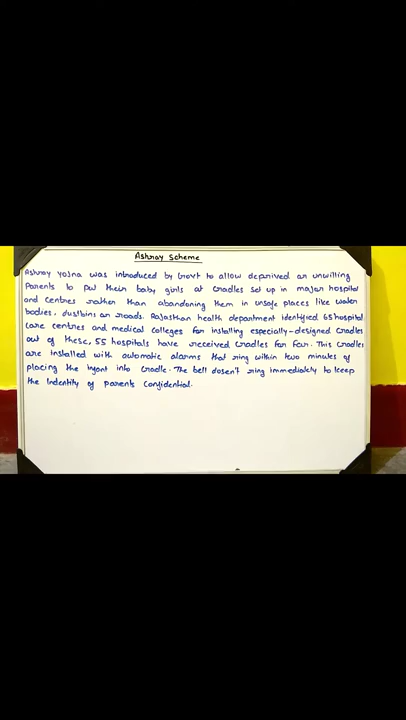 Ashray Scheme
Ashray yojna was introduced by Govt to allow deprived or unwilling
Parents to put their baby girls at cradles set up in major hospital
and centres rather than abandoning them in unsafe places like water
bodies, dustbins or roads. Rajasthan health department identified 65 hospital
Care centres and medical colleges for installing especially-designed cradles
out of these, 55 hospitals have received cradles far far. This cradles
are installed with automatic alarms that ring within two minutes of
placing the infant into cradle. The bell dosen't ring immediately to keep
the Indentity of parents Confidential.